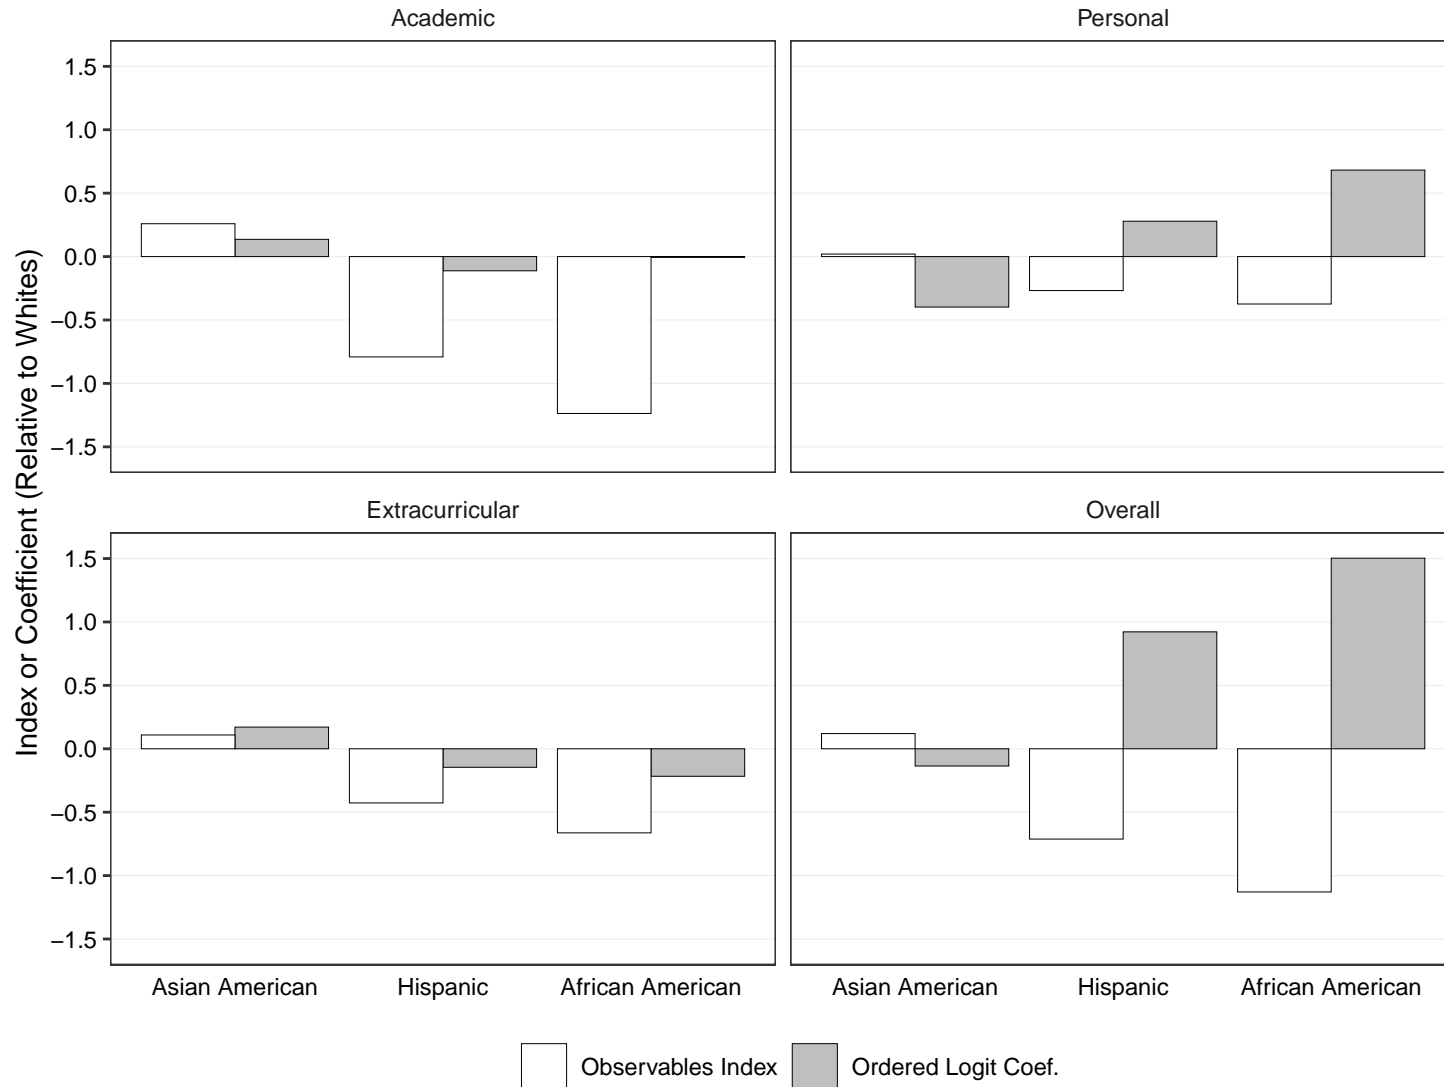 Academic
Personal
Index or Coefficient (Relative to Whites)
1.5
1.0
0.5
0.0
−0.5
−1.0
−1.5
Extracurricular
Overall
1.5
1.0
0.5
0.0
−0.5
−1.0
−1.5
Asian American Hispanic African American
Asian American Hispanic African American
Observables Index Ordered Logit Coef.